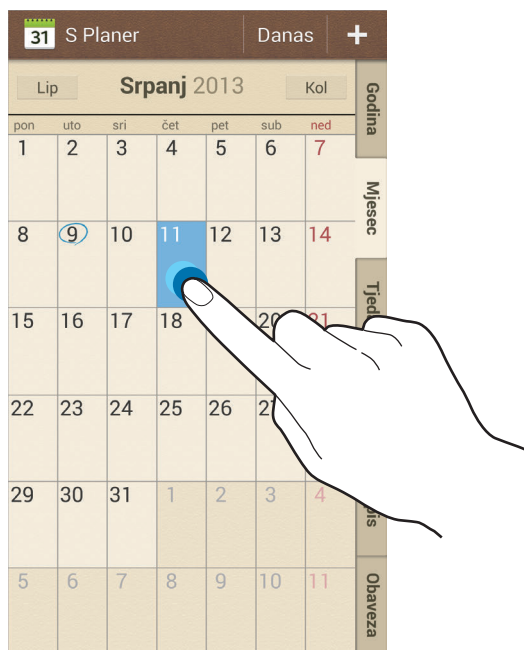 31 S Planer Danas +
Lip Srpanj 2013 Kol
pon uto sri čet pet sub ned
1 2 3 4 5 6 7
8 9 10 11 12 13 14
15 16 17 18 20 21
22 23 24 25 26
29 30 31 1 2 3 4
5 6 7 8 9 10 11
Godina
Mjesec
Obaveza